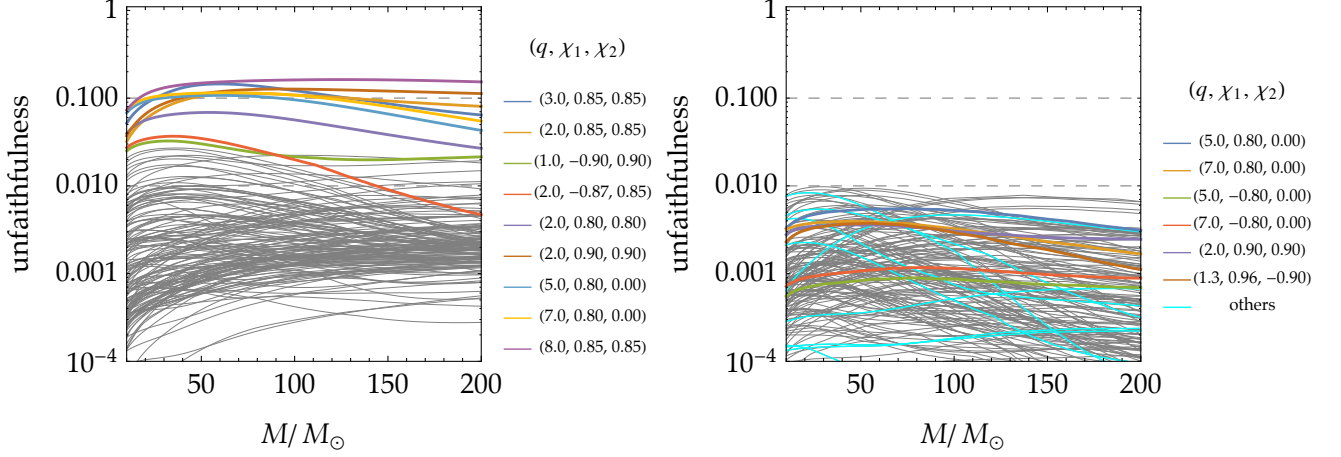 1
0.100
0.010
0.001
10⁻⁴
unfaithfulness
50
100
150
200
M/M⊙
(q, χ₁, χ₂)
(3.0, 0.85, 0.85)
(2.0, 0.85, 0.85)
(1.0, −0.90, 0.90)
(2.0, −0.87, 0.85)
(2.0, 0.80, 0.80)
(2.0, 0.90, 0.90)
(5.0, 0.80, 0.00)
(7.0, 0.80, 0.00)
(8.0, 0.85, 0.85)
1
0.100
0.010
0.001
10⁻⁴
unfaithfulness
50
100
150
200
M/M⊙
(q, χ₁, χ₂)
(5.0, 0.80, 0.00)
(7.0, 0.80, 0.00)
(5.0, −0.80, 0.00)
(7.0, −0.80, 0.00)
(2.0, 0.90, 0.90)
(1.3, 0.96, −0.90)
others